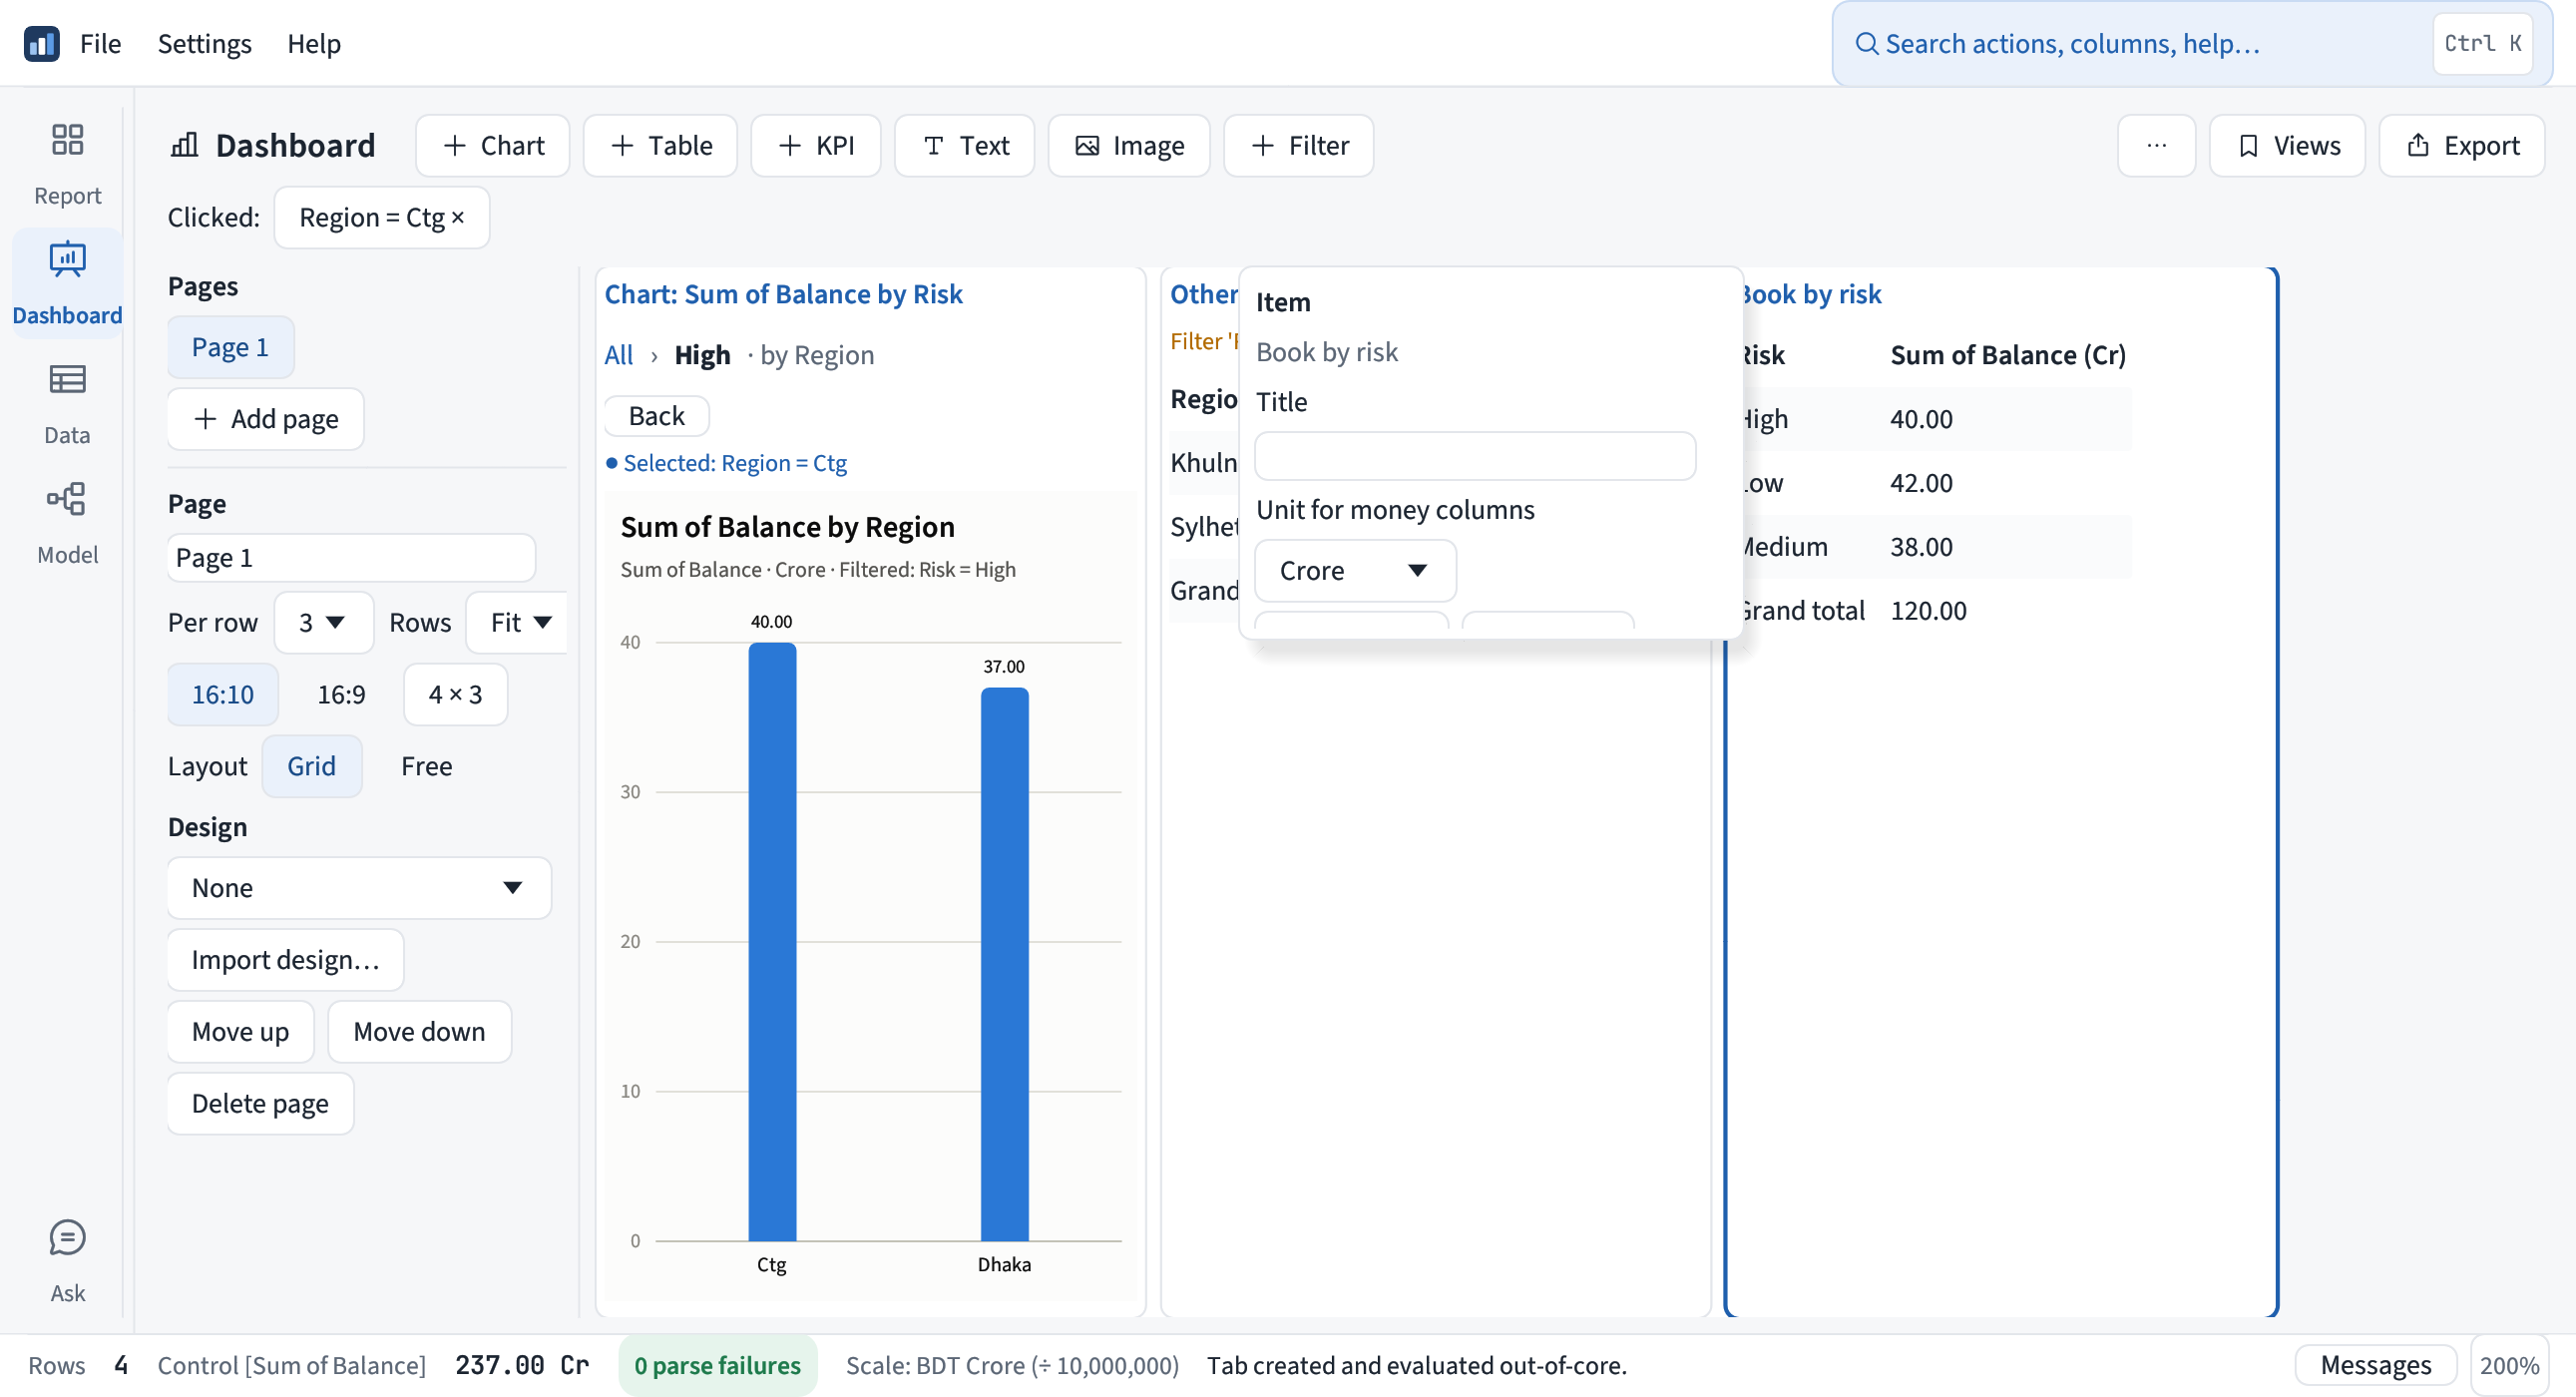 File Settings Help
Search actions, columns, help... Ctrl K
Report
Dashboard
Data
Model
Ask
Dashboard
Chart Table KPI Text Image Filter
... Views Export
Clicked: Region = Ctg ×
Pages
Page 1
Add page
Page
Page 1
Per row 3 Rows Fit
16:10 16:9 4 × 3
Layout Grid Free
Design
None
Import design...
Move up Move down
Delete page
Chart: Sum of Balance by Risk
All › High · by Region
Back
Selected: Region = Ctg
Sum of Balance by Region
Sum of Balance · Crore · Filtered: Risk = High
40.00
37.00
40
30
20
10
0
Ctg Dhaka
Other
Filter
Item
Book by risk
Title
Unit for money columns
Crore
Book by risk
Risk Sum of Balance (Cr)
High 40.00
Low 42.00
Medium 38.00
Grand total 120.00
Grand
Rows 4 Control [Sum of Balance] 237.00 Cr 0 parse failures Scale: BDT Crore (÷ 10,000,000) Tab created and evaluated out-of-core.
Messages 200%